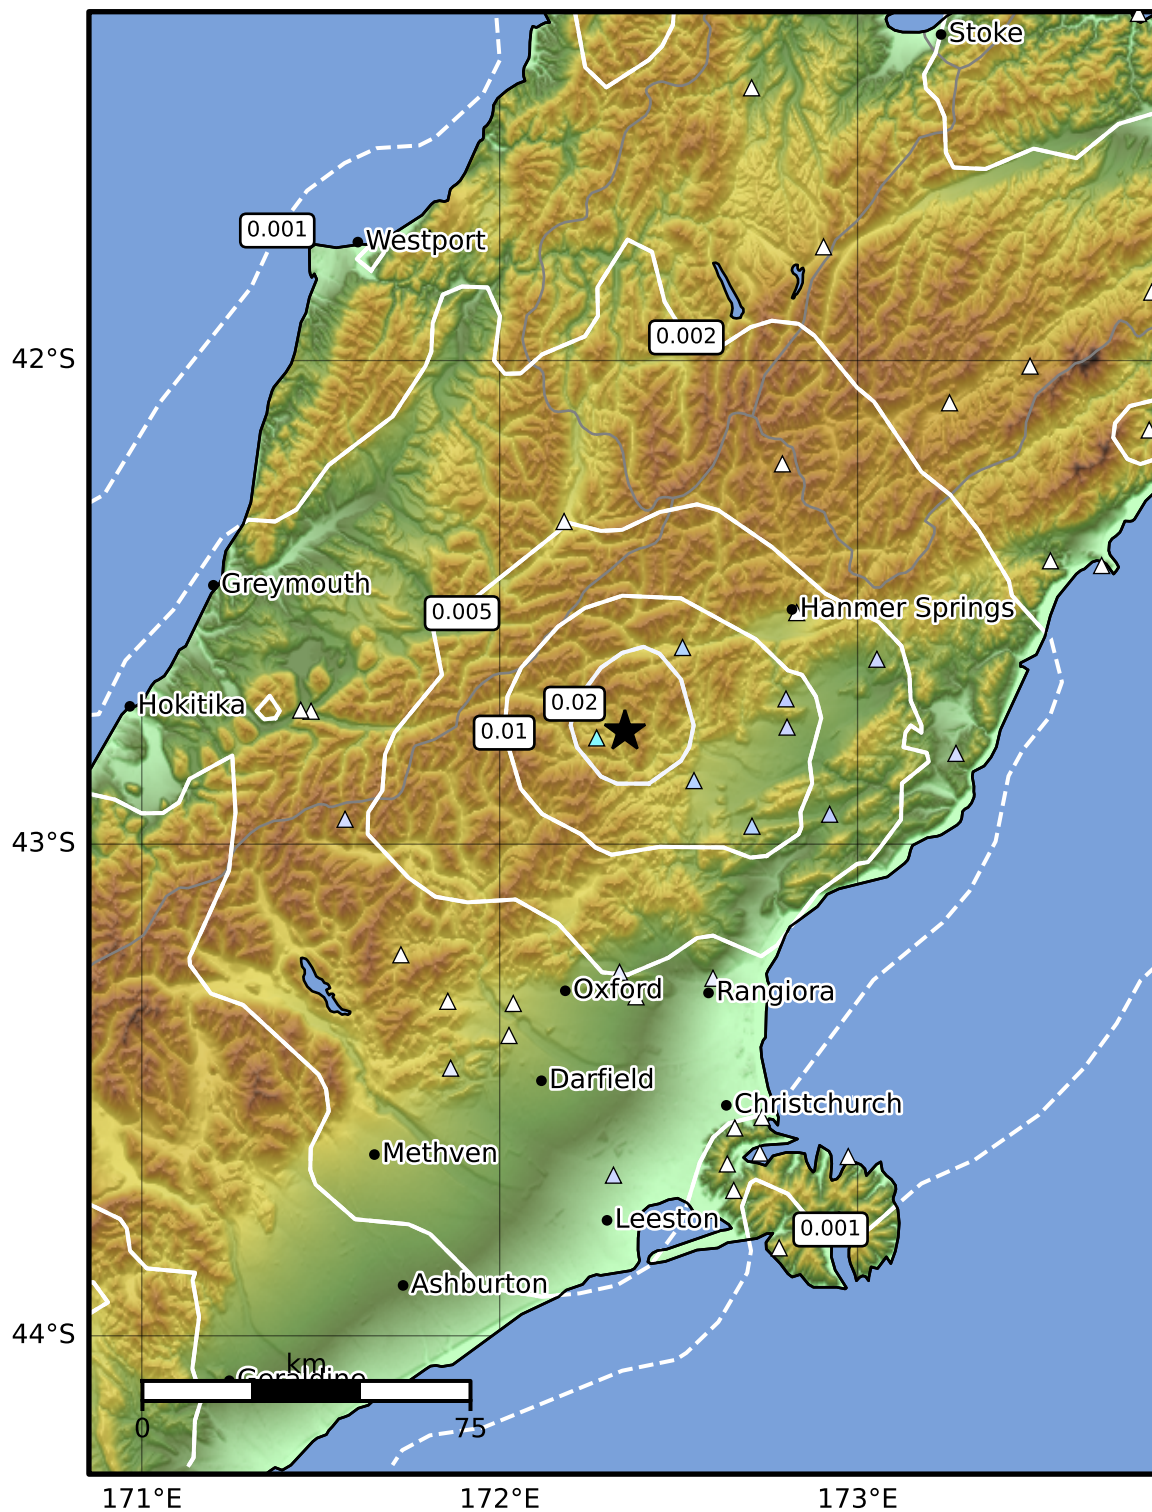 Stoke
0.001
Westport
0.002
42°S
Greymouth
0.005
Hanmer Springs
Hokitika
0.02
0.01
43°S
Oxford
Rangiora
Darfield
Christchurch
Methven
Leeston
0.001
Ashburton
44°S
km
Geraldine
0
75
171°E
172°E
173°E